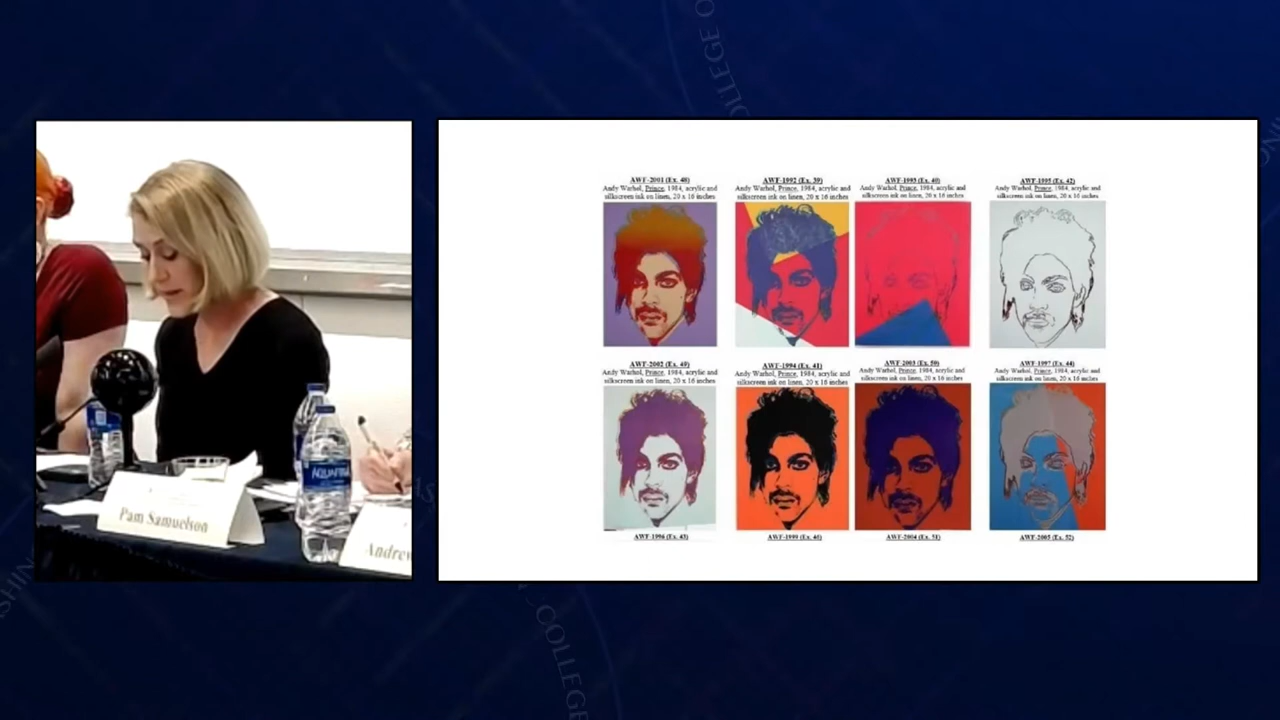 COLLEGE O
AWF-2001 (Ex. 48)
Andy Warhol, Prince, 1984, acrylic and
silkscreen ink on linen, 20 x 16 inches
AWF-1992 (Ex. 39)
Andy Warhol, Prince, 1984, acrylic and
silkscreen ink on linen, 20 x 16 inches
AWF-1993 (Ex. 40)
Andy Warhol, Prince, 1984, acrylic and
silkscreen ink on linen, 20 x 16 inches
AWF-1995 (Ex. 42)
Andy Warhol, Prince, 1984, acrylic and
silkscreen ink on linen, 20 x 16 inches
AWF-2002 (Ex. 49)
Andy Warhol, Prince, 1984, acrylic and
silkscreen ink on linen, 20 x 16 inches
AWF-1994 (Ex. 41)
Andy Warhol, Prince, 1984, acrylic and
silkscreen ink on linen, 20 x 16 inches
AWF-2003 (Ex. 50)
Andy Warhol, Prince, 1984, acrylic and
silkscreen ink on linen, 20 x 16 inches
AWF-1997 (Ex. 44)
Andy Warhol, Prince, 1984, acrylic and
silkscreen ink on linen, 20 x 16 inches
AWF-1996 (Ex. 43)
AWF-1999 (Ex. 46)
AWF-2004 (Ex. 51)
AWF-2005 (Ex. 52)
AQUAFINA
Pam Samuelson
Andrew
COLLEGE